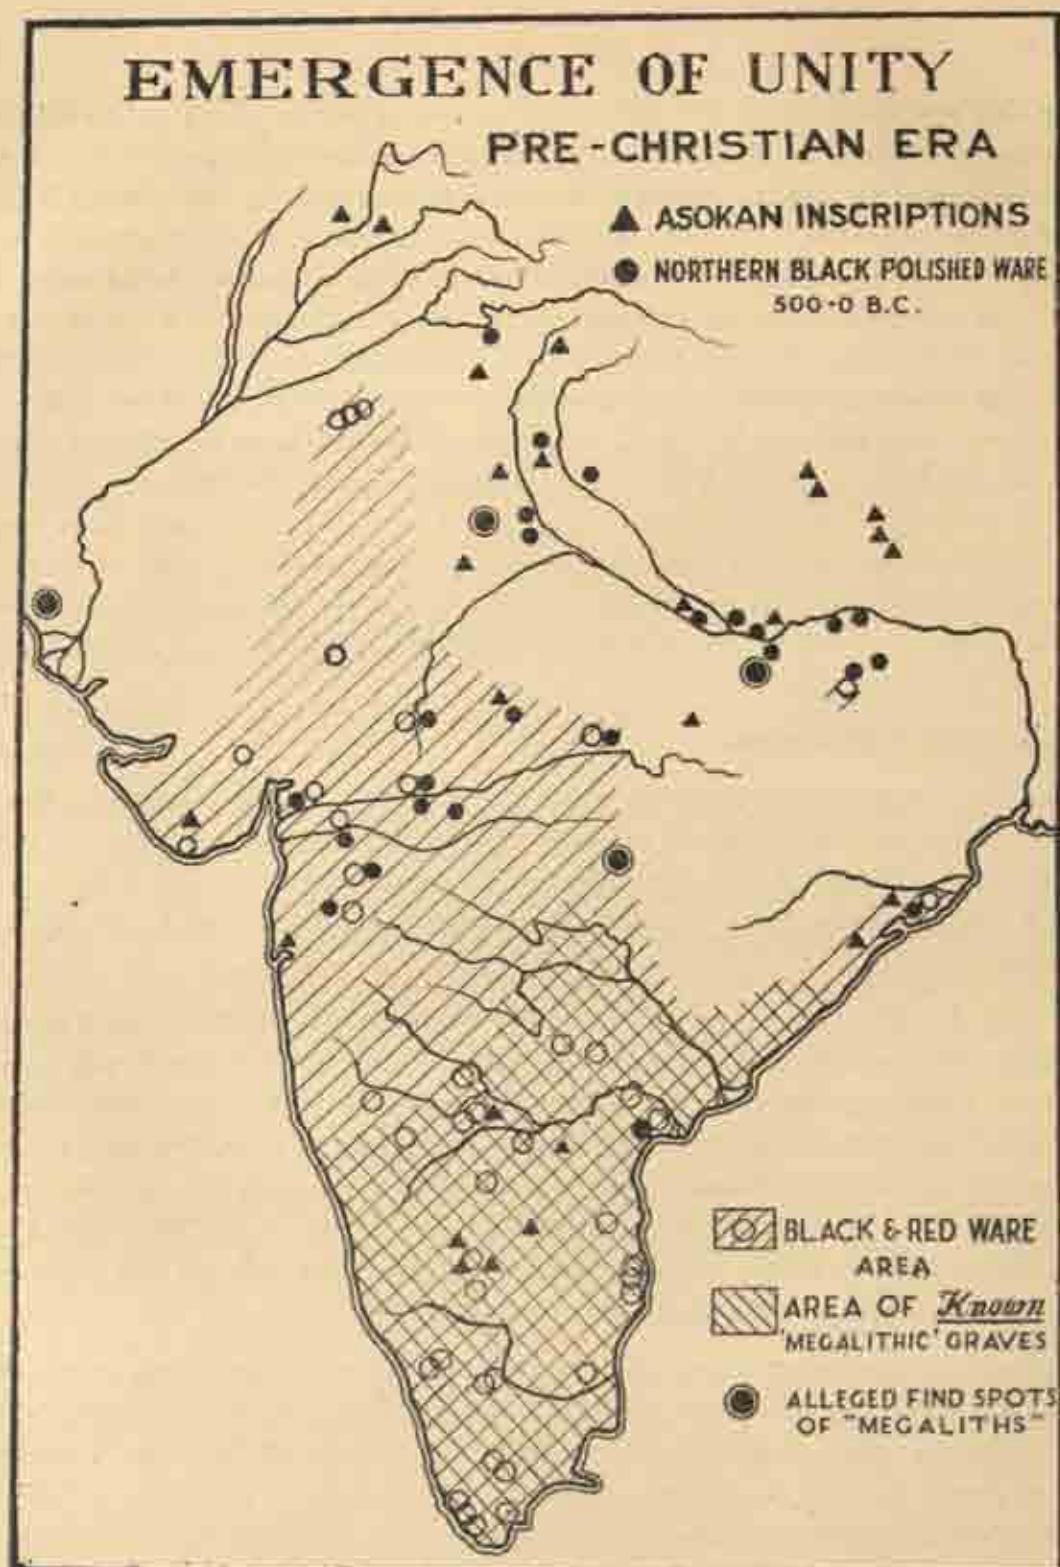 EMERGENCE OF UNITY
PRE-CHRISTIAN ERA
ASOKAN INSCRIPTIONS
NORTHERN BLACK POLISHED WARE
500-0 B.C.
BLACK & RED WARE
AREA
AREA OF Known
'MEGALITHIC' GRAVES
ALLEGED FIND SPOTS
OF "MEGALITHS"